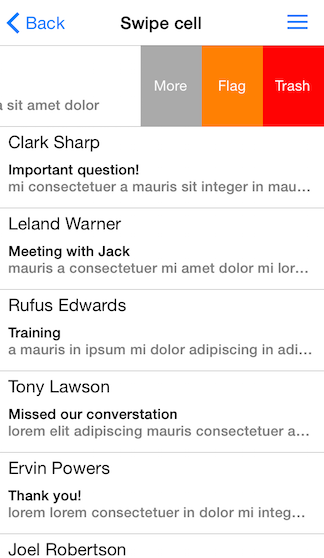 Back Swipe cell
More Flag Trash
a sit amet dolor
Clark Sharp
Important question!
mi consectetuer a mauris sit integer in mau...
Leland Warner
Meeting with Jack
mauris a consectetuer mi amet dolor mi lor...
Rufus Edwards
Training
a mauris in ipsum mi dolor adipiscing in adi...
Tony Lawson
Missed our converstation
lorem elit adipiscing mauris consectetuer a...
Ervin Powers
Thank you!
lorem lorem consectetuer in dolor mi integ...
Joel Robertson